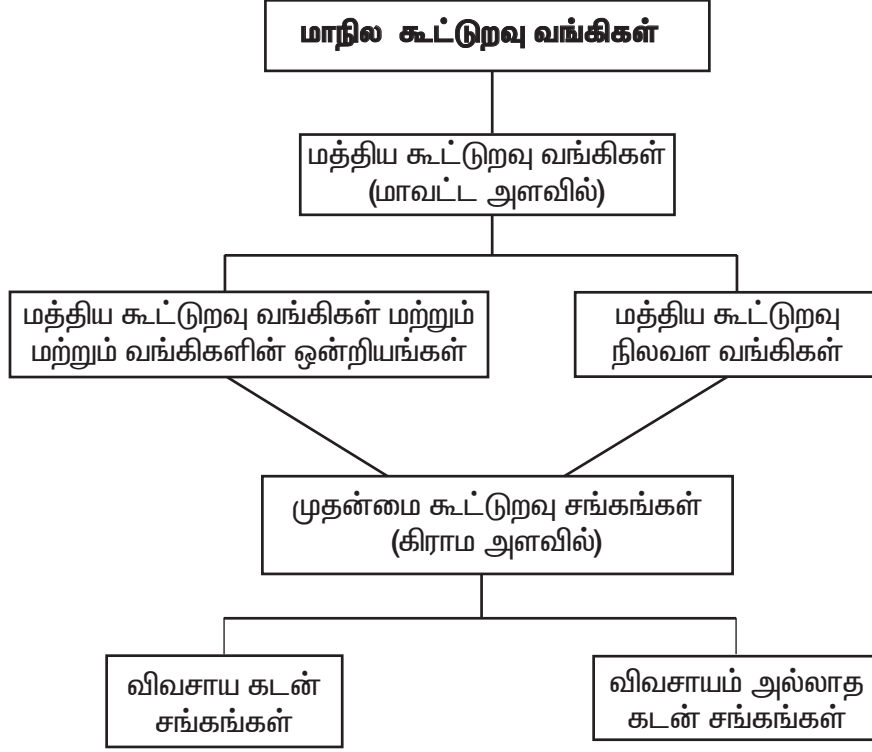 மாநில கூட்டுறவு வங்கிகள்
மத்திய கூட்டுறவு வங்கிகள்
(மாவட்ட அளவில்)
மத்திய கூட்டுறவு வங்கிகள் மற்றும்
மற்றும் வங்கிகளின் ஒன்றியங்கள்
மத்திய கூட்டுறவு
நிலவள வங்கிகள்
முதன்மை கூட்டுறவு சங்கங்கள்
(கிராம அளவில்)
விவசாய கடன்
சங்கங்கள்
விவசாயம் அல்லாத
கடன் சங்கங்கள்